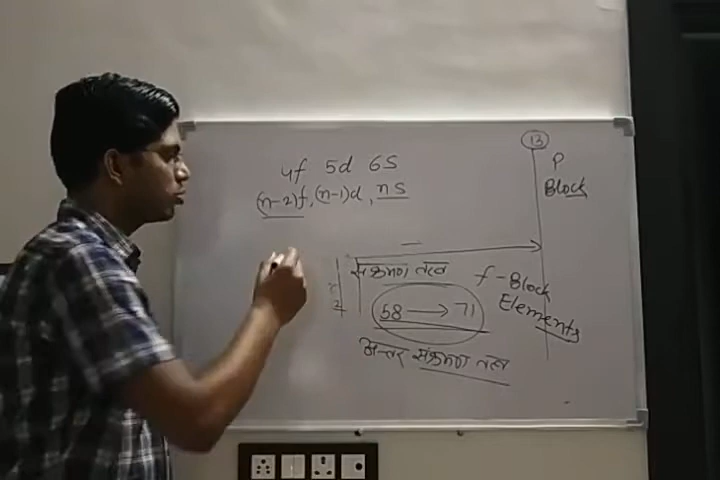 4f 5d 6s
(n-2)f, (n-1)d, ns
13
P
Block
संक्रमण तत्व
f-Block
Elements
58 → 71
अन्तर संक्रमण तत्व